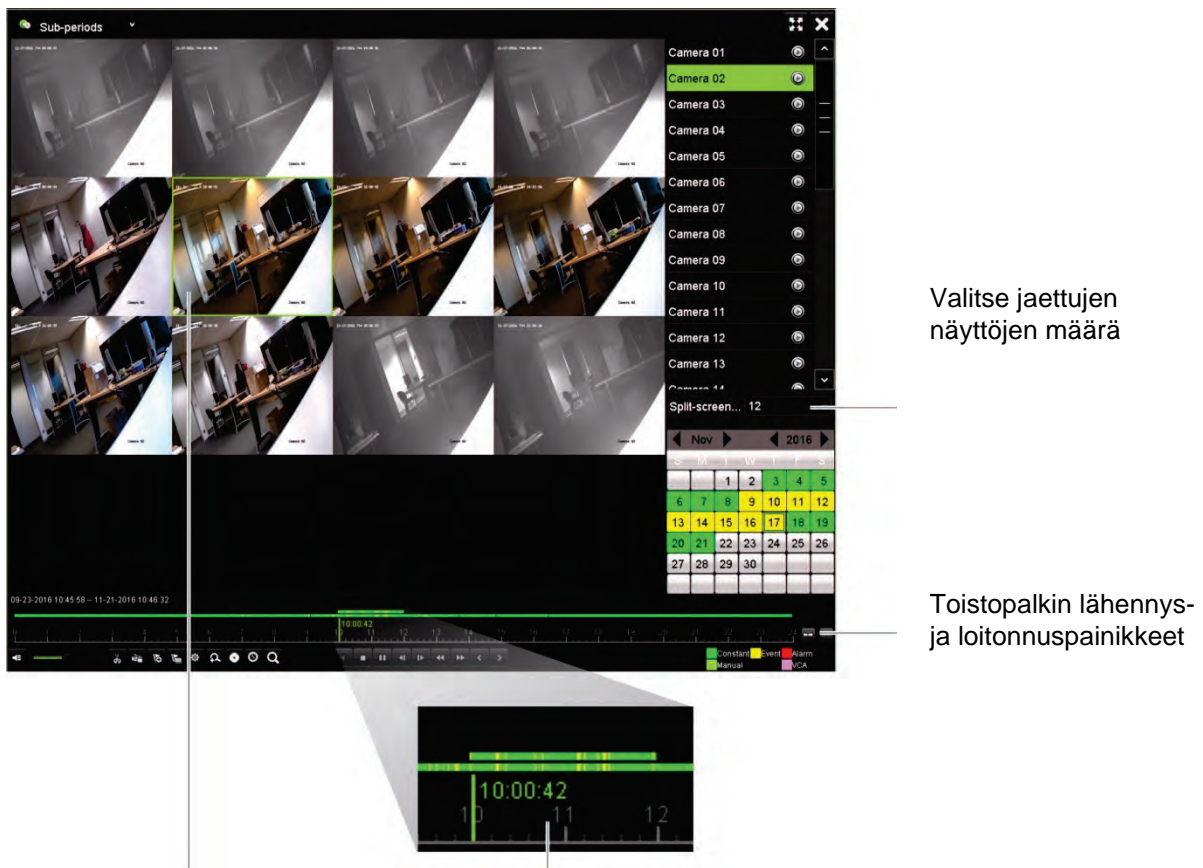 Sub-periods
Camera 01
Camera 02
Camera 03
Camera 04
Camera 05
Camera 06
Camera 07
Camera 08
Camera 09
Camera 10
Camera 11
Camera 12
Camera 13
Camera 14
Split-screen... 12
Nov 2016
S M T W T F S
1 2 3 4 5
6 7 8 9 10 11 12
13 14 15 16 17 18 19
20 21 22 23 24 25 26
27 28 29 30
Valitse jaettujen
näyttöjen määrä
09-23-2016 10:45:58 -- 11-21-2016 10:46:32
10:00:42
Toistopalkin lähennys-
ja loitonnuspainikkeet
Constant Event Alarm
Manual VCA
10:00:42
10 11 12